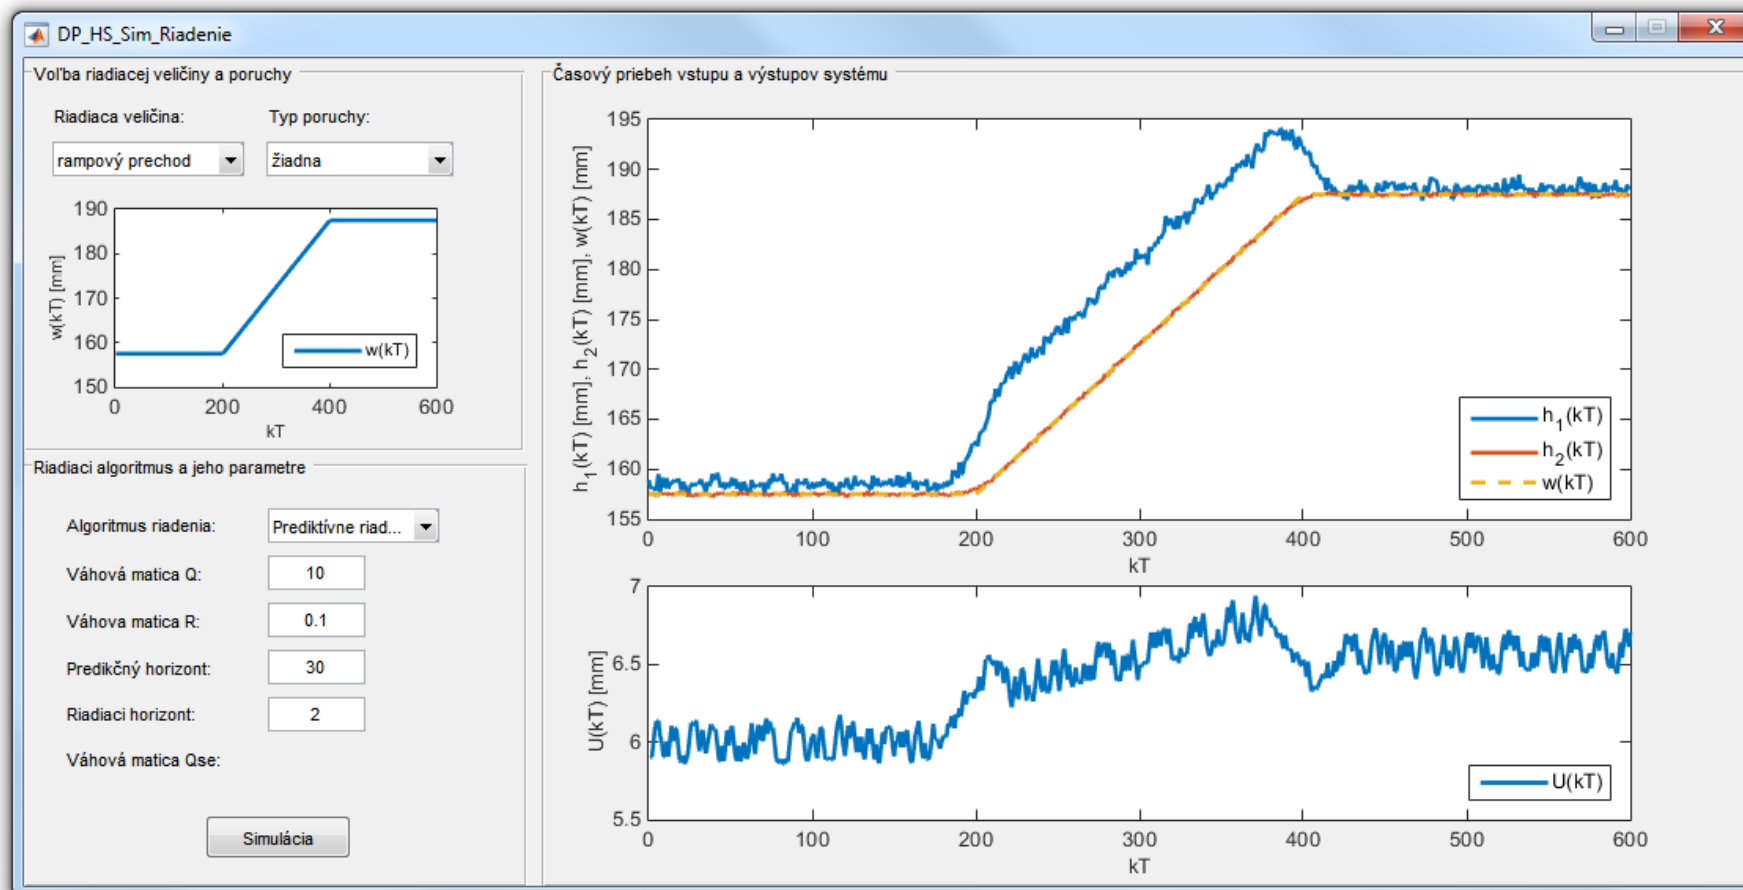 DP_HS_Sim_Riadenie
Voľba riadiacej veličiny a poruchy
Riadiaca veličina:
Typ poruchy:
rampový prechod
žiadna
190
180
170
160
150
w(kT) [mm]
w(kT)
0
200
400
600
kT
Riadiaci algoritmus a jeho parametre
Algoritmus riadenia:
Prediktívne riad...
Váhová matica Q:
10
Váhova matica R:
0.1
Predikčný horizont:
30
Riadiaci horizont:
2
Váhová matica Qse:
Simulácia
Časový priebeh vstupu a výstupov systému
195
190
185
180
175
170
165
160
155
h1(kT) [mm], h2(kT) [mm], w(kT) [mm]
h1(kT)
h2(kT)
w(kT)
0
100
200
300
400
500
600
kT
7
6.5
6
5.5
U(kT) [mm]
U(kT)
0
100
200
300
400
500
600
kT